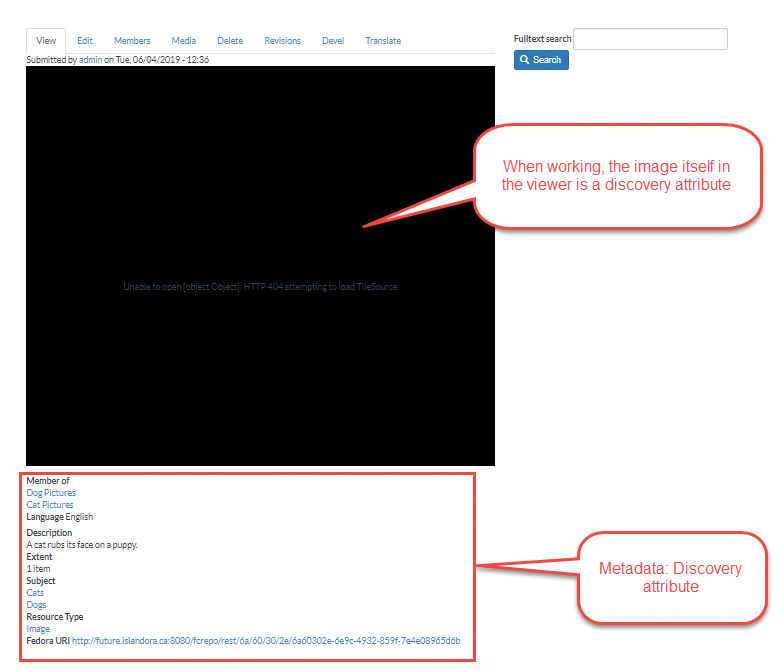 View Edit Members Media Delete Revisions Devel Translate
Submitted by admin on Tue, 06/04/2019 - 12:36
Fulltext search
Search
When working, the image itself in
the viewer is a discovery attribute
Unable to open [object Object]: HTTP 404 attempting to load TileSource
Member of
Dog Pictures
Cat Pictures
Language English
Description
A cat rubs its face on a puppy.
Extent
1 item
Subject
Cats
Dogs
Resource Type
Image
Fedora URI http://future.islandora.ca:8080/fcrepo/rest/6a/60/30/2e/6a60302e-6e9c-4932-859f-7e4e08965d6b
Metadata: Discovery
attribute